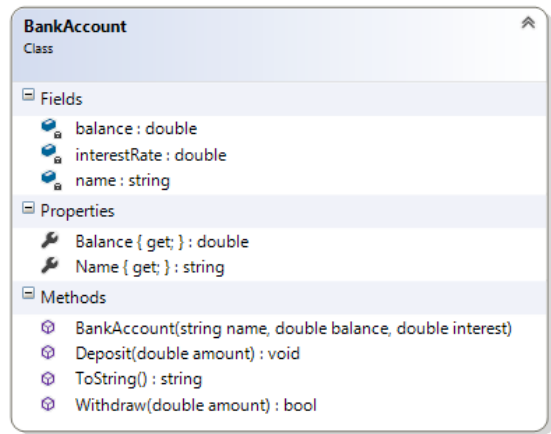 BankAccount
Class
Fields
balance : double
interestRate : double
name : string
Properties
Balance { get; } : double
Name { get; } : string
Methods
BankAccount(string name, double balance, double interest)
Deposit(double amount) : void
ToString() : string
Withdraw(double amount) : bool